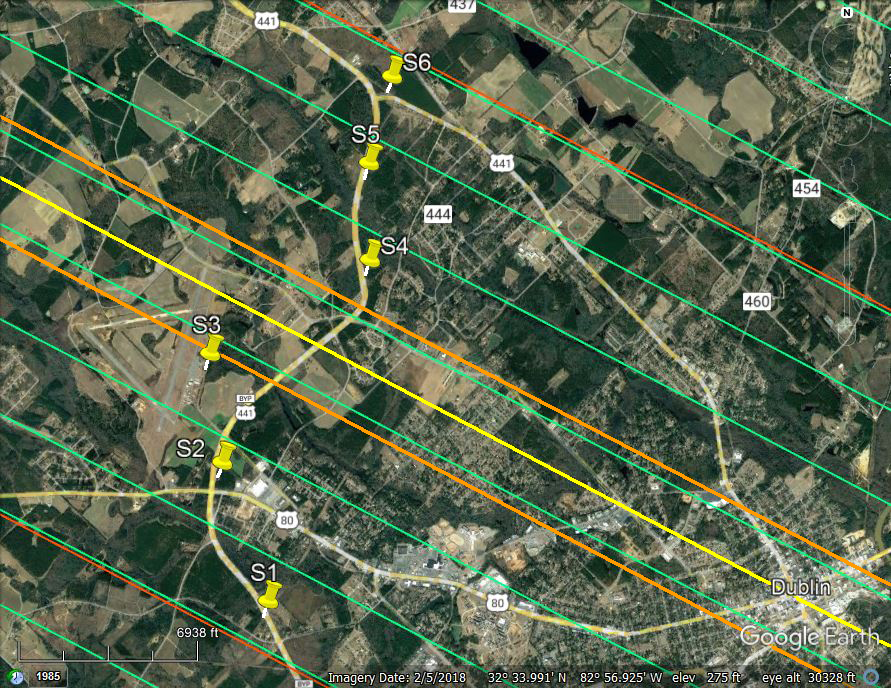 437
441
S6
S5
441
454
444
S4
460
S3
BYP
441
S2
80
S1
80
Dublin
6938 ft
Google Earth
1985
Imagery Date: 2/5/2018 32° 33.991' N 82° 56.925' W elev 275 ft eye alt 30328 ft
BYP
N